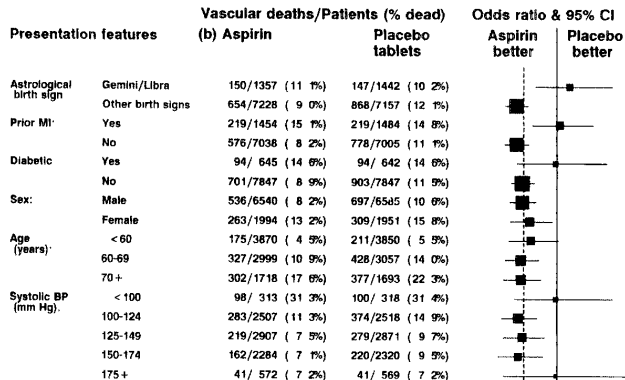 Vascular deaths/Patients (% dead) Odds ratio & 95% CI
Presentation features (b) Aspirin Placebo tablets Aspirin better Placebo better
Astrological birth sign Gemini/Libra 150/1357 (11 1%) 147/1442 (10 2%)
Other birth signs 654/7228 ( 9 0%) 868/7157 (12 1%)
Prior MI· Yes 219/1454 (15 1%) 219/1484 (14 8%)
No 576/7038 ( 8 2%) 778/7005 (11 1%)
Diabetic Yes 94/ 645 (14 6%) 94/ 642 (14 6%)
No 701/7847 ( 8 9%) 903/7847 (11 5%)
Sex: Male 536/6540 ( 8 2%) 697/6585 (10 6%)
Female 263/1994 (13 2%) 309/1951 (15 8%)
Age (years)· <60 175/3870 ( 4 5%) 211/3850 ( 5 5%)
60-69 327/2999 (10 9%) 428/3057 (14 0%)
70+ 302/1718 (17 6%) 377/1693 (22 3%)
Systolic BP (mm Hg). <100 98/ 313 (31 3%) 100/ 318 (31 4%)
100-124 283/2507 (11 3%) 374/2518 (14 9%)
125-149 219/2907 ( 7 5%) 279/2871 ( 9 7%)
150-174 162/2284 ( 7 1%) 220/2320 ( 9 5%)
175+ 41/ 572 ( 7 2%) 41/ 569 ( 7 2%)